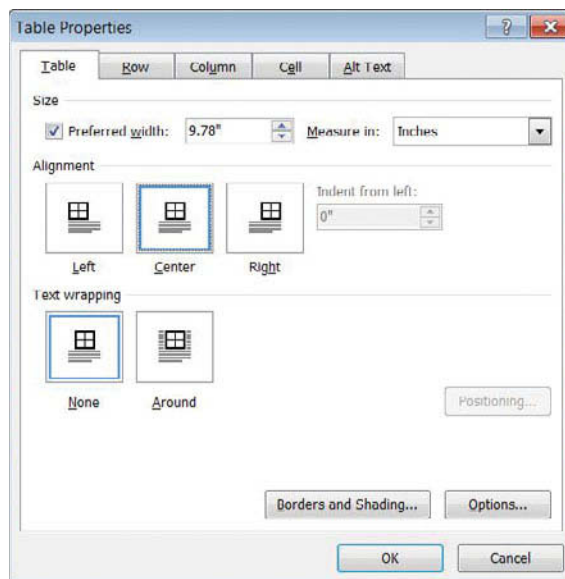 Table Properties
Table Row Column Cell Alt Text
Size
Preferred width: 9.78" Measure in: Inches
Alignment
Indent from left:
0"
Left Center Right
Text wrapping
None Around
Positioning...
Borders and Shading... Options...
OK Cancel